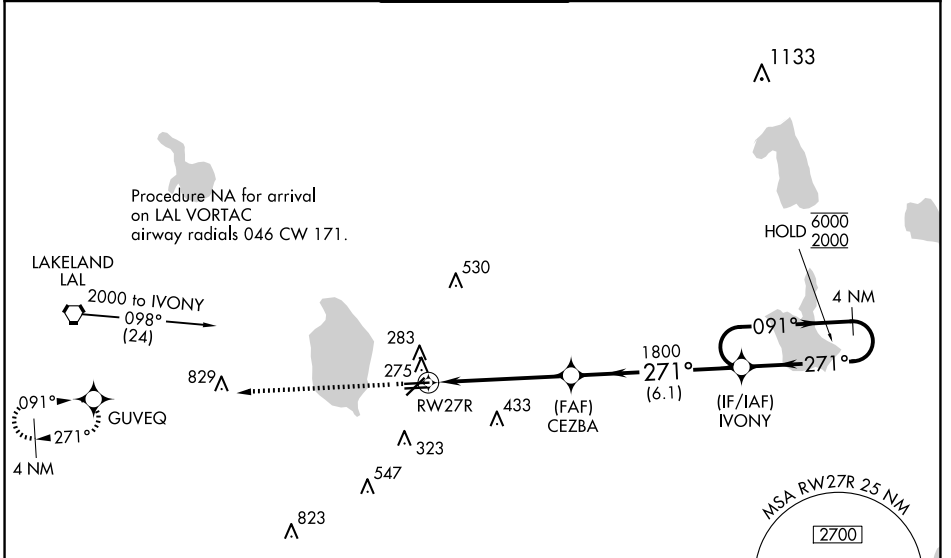 1133
Procedure NA for arrival
on LAL VORTAC
airway radials 046 CW 171.
HOLD 6000
2000
LAKELAND
LAL
2000 to IVONY
098°
(24)
530
4 NM
091°
271°
283
275
829
1800
271°
(6.1)
RW27R
(FAF)
CEZBA
(IF/IAF)
IVONY
433
091°
GUVEQ
271°
4 NM
323
547
823
MSA RW27R 25 NM
2700